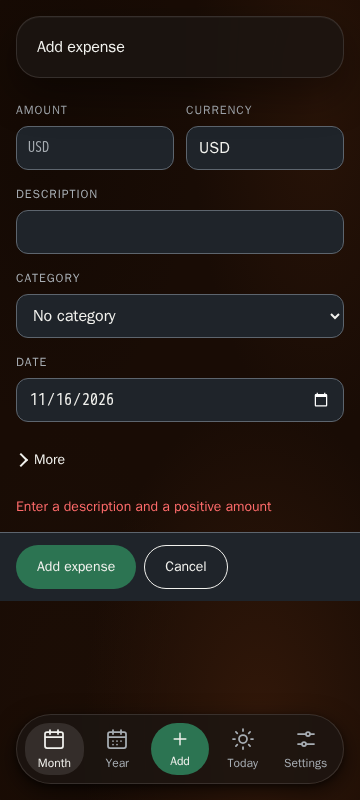 Add expense
AMOUNT
CURRENCY
USD
USD
DESCRIPTION
CATEGORY
No category
DATE
11/16/2026
More
Enter a description and a positive amount
Add expense
Cancel
Month
Year
Add
Today
Settings